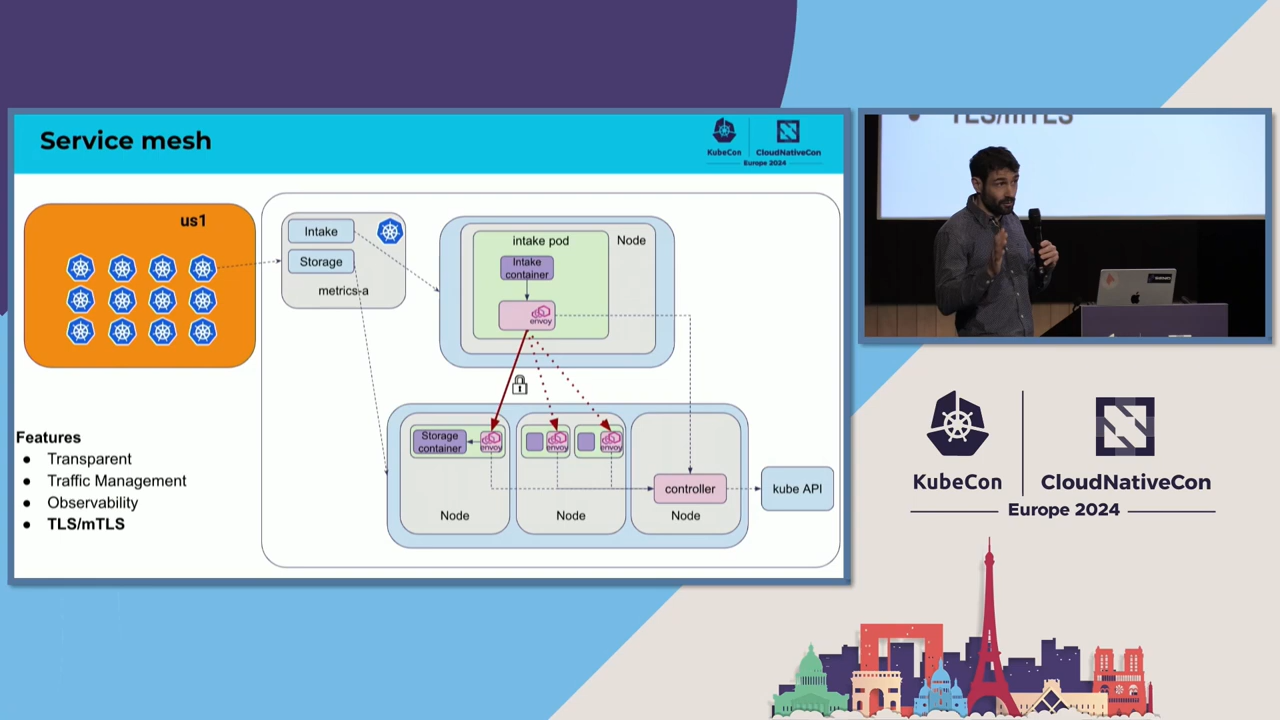 Service mesh
KubeCon
CloudNativeCon
Europe 2024
us1
Intake
Storage
metrics-a
intake pod
Node
Intake
container
envoy
Storage
container
envoy
envoy
envoy
controller
kube API
Node
Node
Node
Features
● Transparent
● Traffic Management
● Observability
● TLS/mTLS
TLS/mTLS
KubeCon
CloudNativeCon
Europe 2024